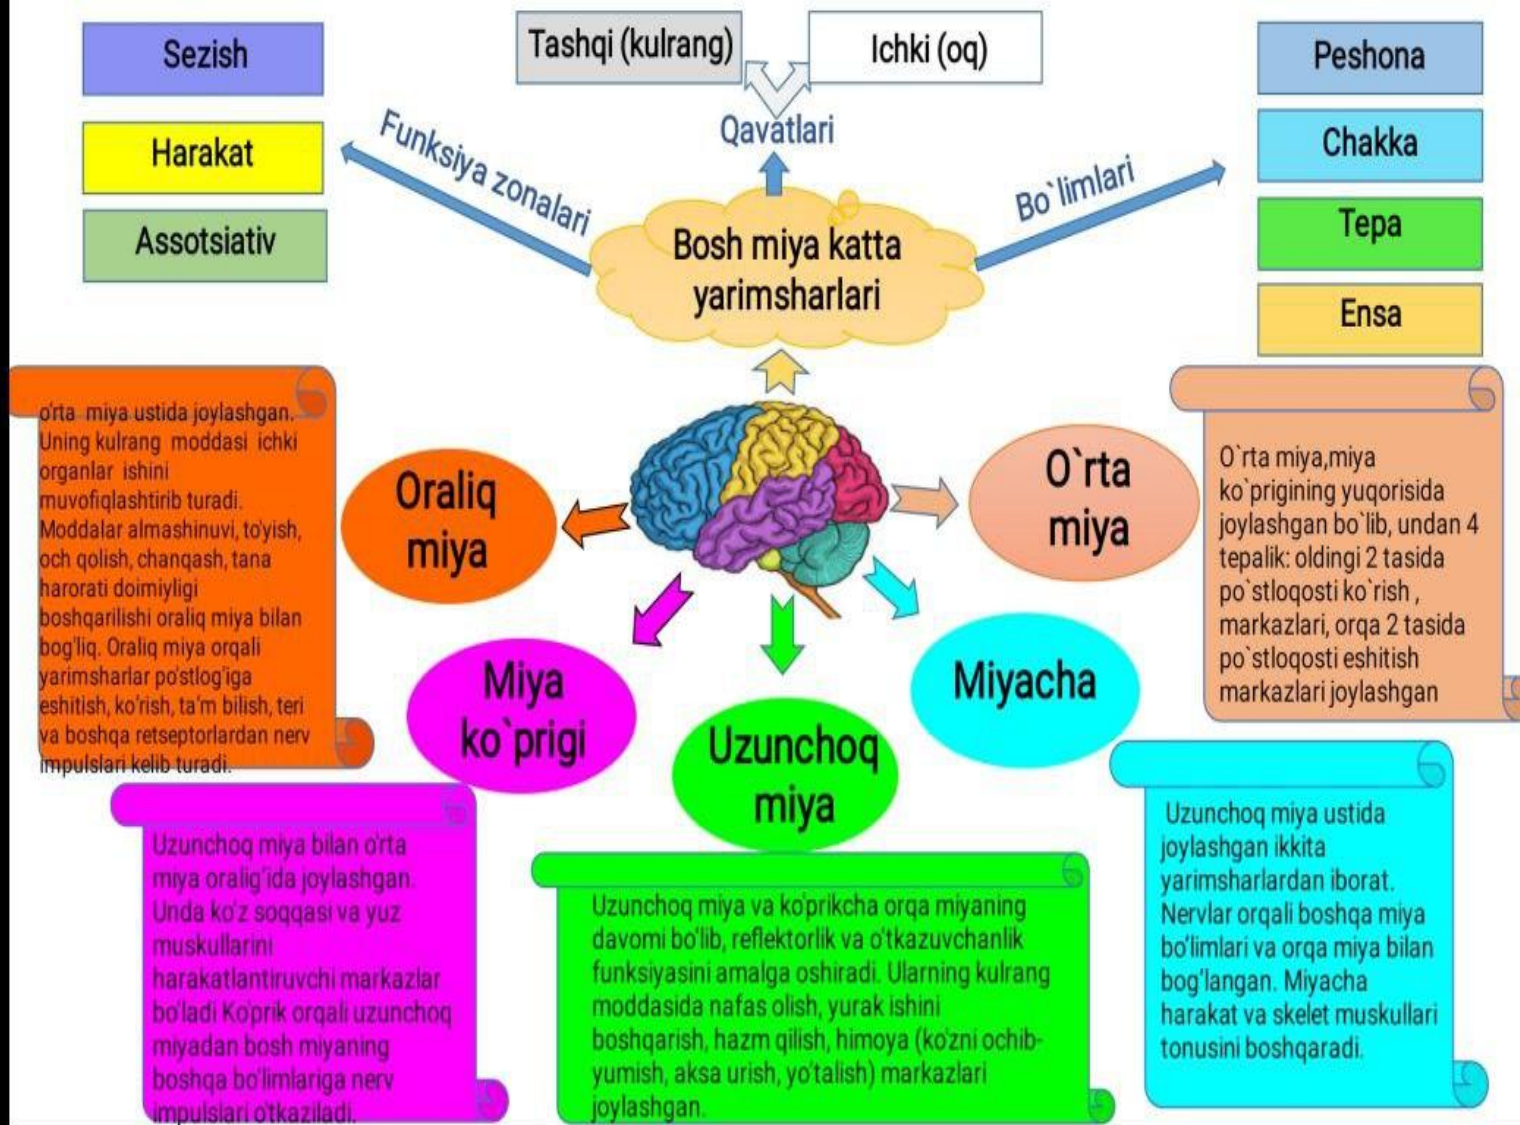 Sezish
Harakat
Assotsiativ
Funksiya zonalari
Tashqi (kulrang)
Ichki (oq)
Qavatlari
Bosh miya katta
yarimsharlari
Bo`limlari
Peshona
Chakka
Tepa
Ensa
o'rta miya ustida joylashgan.
Uning kulrang moddasi ichki
organlar ishini
muvofiqlashtirib turadi.
Moddalar almashinuvi, to'yish,
och qolish, chanqash, tana
harorati doimiyligi
boshqarilishi oraliq miya bilan
bog'liq. Oraliq miya orqali
yarimsharlar po'stlog'iga
eshitish, ko'rish, ta'm bilish, teri
va boshqa retseptorlardan nerv
impulslari kelib turadi.
Oraliq
miya
O`rta
miya
O`rta miya,miya
ko`prigining yuqorisida
joylashgan bo`lib, undan 4
tepalik: oldingi 2 tasida
po`stloqosti ko`rish ,
markazlari, orqa 2 tasida
po`stloqosti eshitish
markazlari joylashgan
Miya
ko`prigi
Uzunchoq
miya
Miyacha
Uzunchoq miya bilan o'rta
miya oralig'ida joylashgan.
Unda ko'z soqqasi va yuz
muskullarini
harakatlantiruvchi markazlar
bo'ladi Ko'prik orqali uzunchoq
miyadan bosh miyaning
boshqa bo'limlariga nerv
impulslari o'tkaziladi.
Uzunchoq miya va ko'prikcha orqa miyaning
davomi bo'lib, reflektorlik va o'tkazuvchanlik
funksiyasini amalga oshiradi. Ularning kulrang
moddasida nafas olish, yurak ishini
boshqarish, hazm qilish, himoya (ko'zni ochib-
yumish, aksa urish, yo'talish) markazlari
joylashgan.
Uzunchoq miya ustida
joylashgan ikkita
yarimsharlardan iborat.
Nervlar orqali boshqa miya
bo'limlari va orqa miya bilan
bog'langan. Miyacha
harakat va skelet muskullari
tonusini boshqaradi.